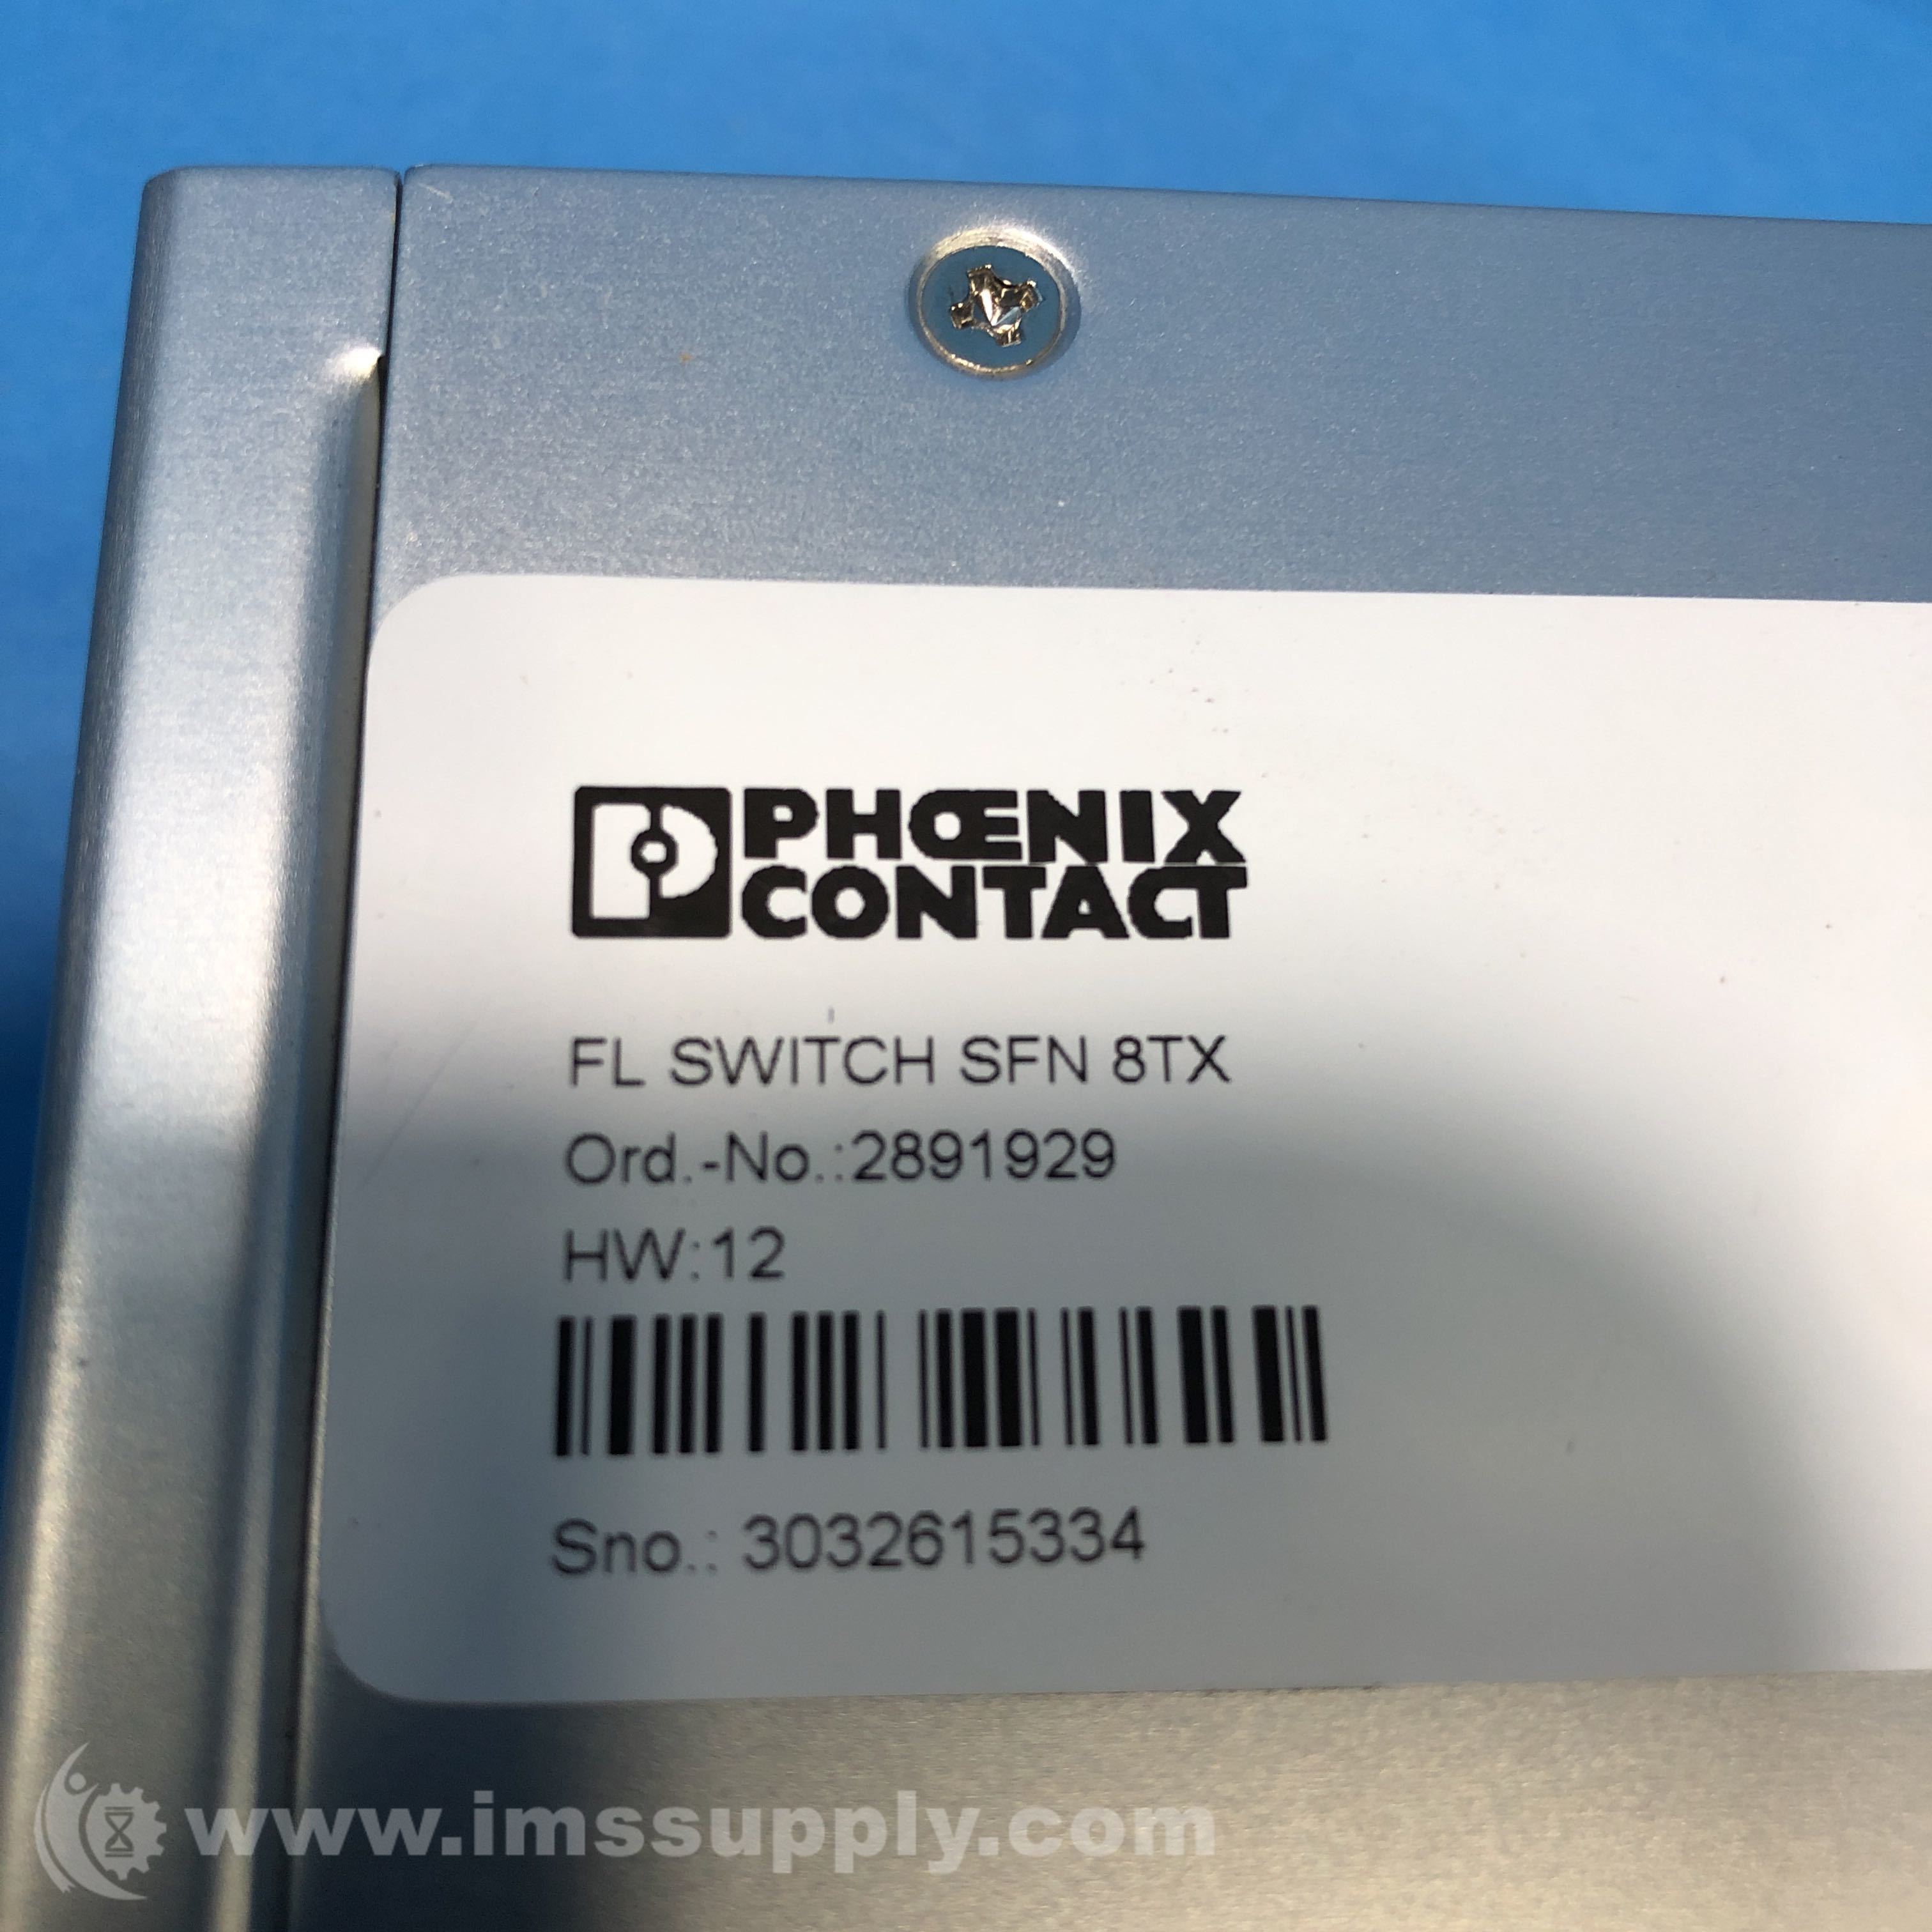 PHŒNIX
CONTACT
FL SWITCH SFN 8TX
Ord.-No.:2891929
HW:12
Sno.: 3032615334
www.imssupply.com